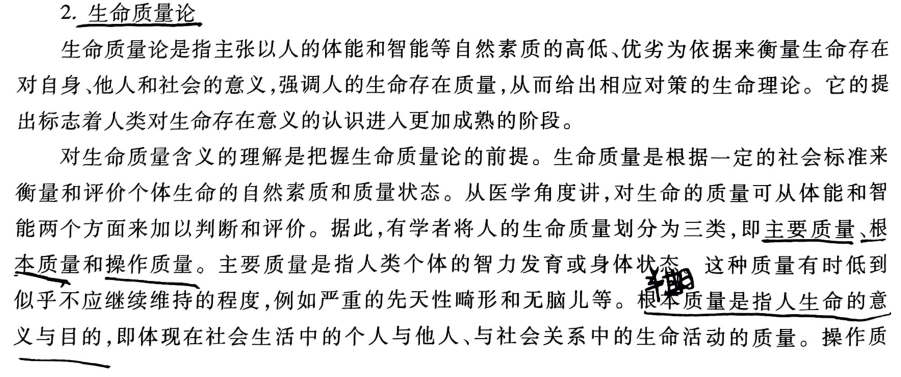 2. 生命质量论
生命质量论是指主张以人的体能和智能等自然素质的高低、优劣为依据来衡量生命存在
对自身、他人和社会的意义,强调人的生命存在质量,从而给出相应对策的生命理论。它的提
出标志着人类对生命存在意义的认识进入更加成熟的阶段。
对生命质量含义的理解是把握生命质量论的前提。生命质量是根据一定的社会标准来
衡量和评价个体生命的自然素质和质量状态。从医学角度讲,对生命的质量可从体能和智
能两个方面来加以判断和评价。据此,有学者将人的生命质量划分为三类,即主要质量、根
本质量和操作质量。主要质量是指人类个体的智力发育或身体状态。这种质量有时低到
似乎不应继续维持的程度,例如严重的先天性畸形和无脑儿等。根本质量是指人生命的意
义与目的,即体现在社会生活中的个人与他人、与社会关系中的生命活动的质量。操作质